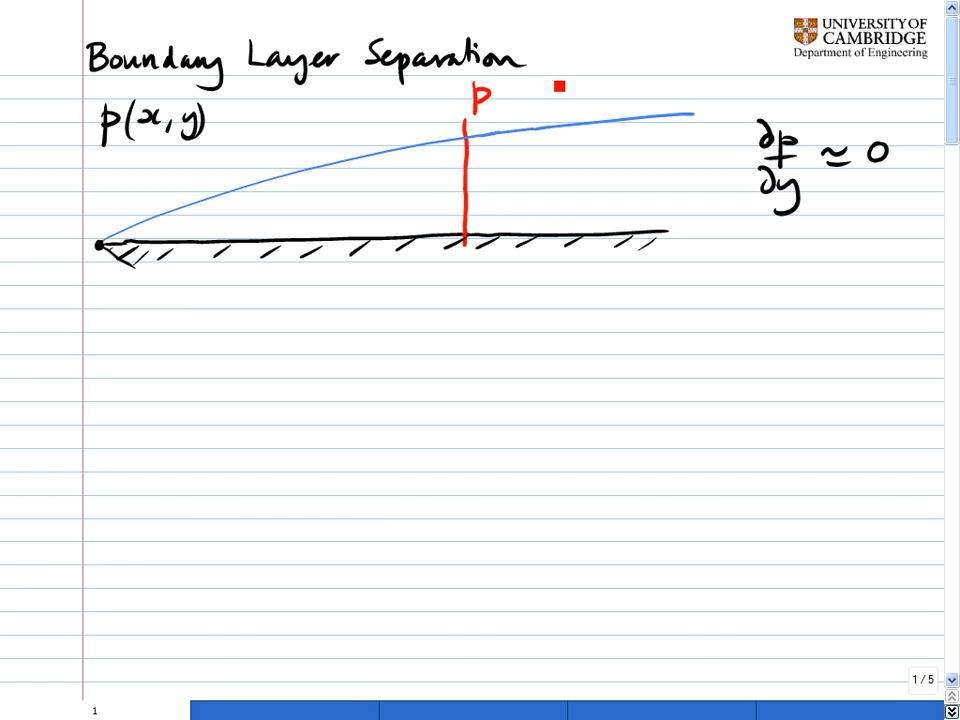 UNIVERSITY OF
CAMBRIDGE
Department of Engineering
Boundary Layer Separation
p(x, y)
p
∂p/∂y ≃ 0
1 / 5
1